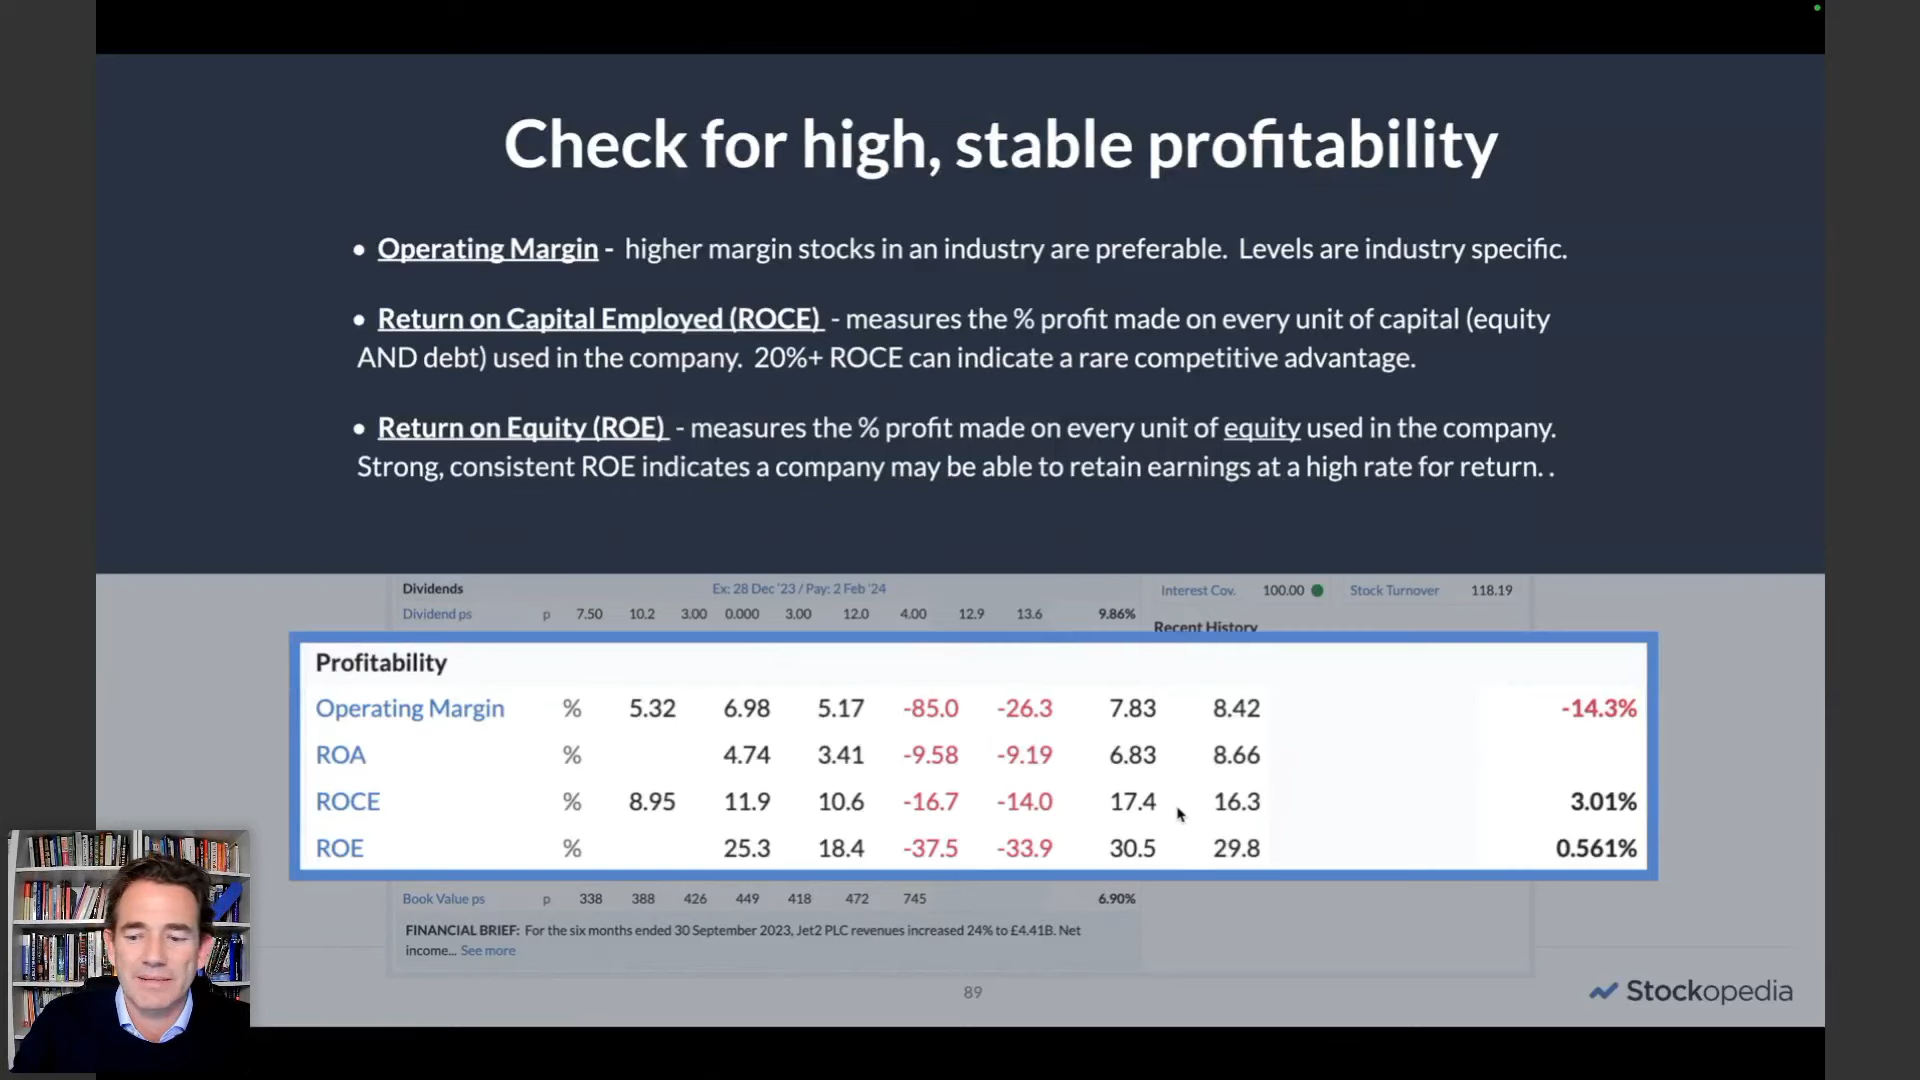 Check for high, stable profitability
• Operating Margin - higher margin stocks in an industry are preferable. Levels are industry specific.
• Return on Capital Employed (ROCE) - measures the % profit made on every unit of capital (equity
AND debt) used in the company. 20%+ ROCE can indicate a rare competitive advantage.
• Return on Equity (ROE) - measures the % profit made on every unit of equity used in the company.
Strong, consistent ROE indicates a company may be able to retain earnings at a high rate for return. .
Dividends Ex: 28 Dec '23 / Pay: 2 Feb '24
Interest Cov. 100.00 Stock Turnover 118.19
Dividend ps p 7.50 10.2 3.00 0.000 3.00 12.0 4.00 12.9 13.6 9.86%
Recent History
Profitability
Operating Margin % 5.32 6.98 5.17 -85.0 -26.3 7.83 8.42 -14.3%
ROA % 4.74 3.41 -9.58 -9.19 6.83 8.66
ROCE % 8.95 11.9 10.6 -16.7 -14.0 17.4 16.3 3.01%
ROE % 25.3 18.4 -37.5 -33.9 30.5 29.8 0.561%
Book Value ps p 338 388 426 449 418 472 745 6.90%
FINANCIAL BRIEF: For the six months ended 30 September 2023, Jet2 PLC revenues increased 24% to £4.41B. Net
income... See more
89
Stockopedia